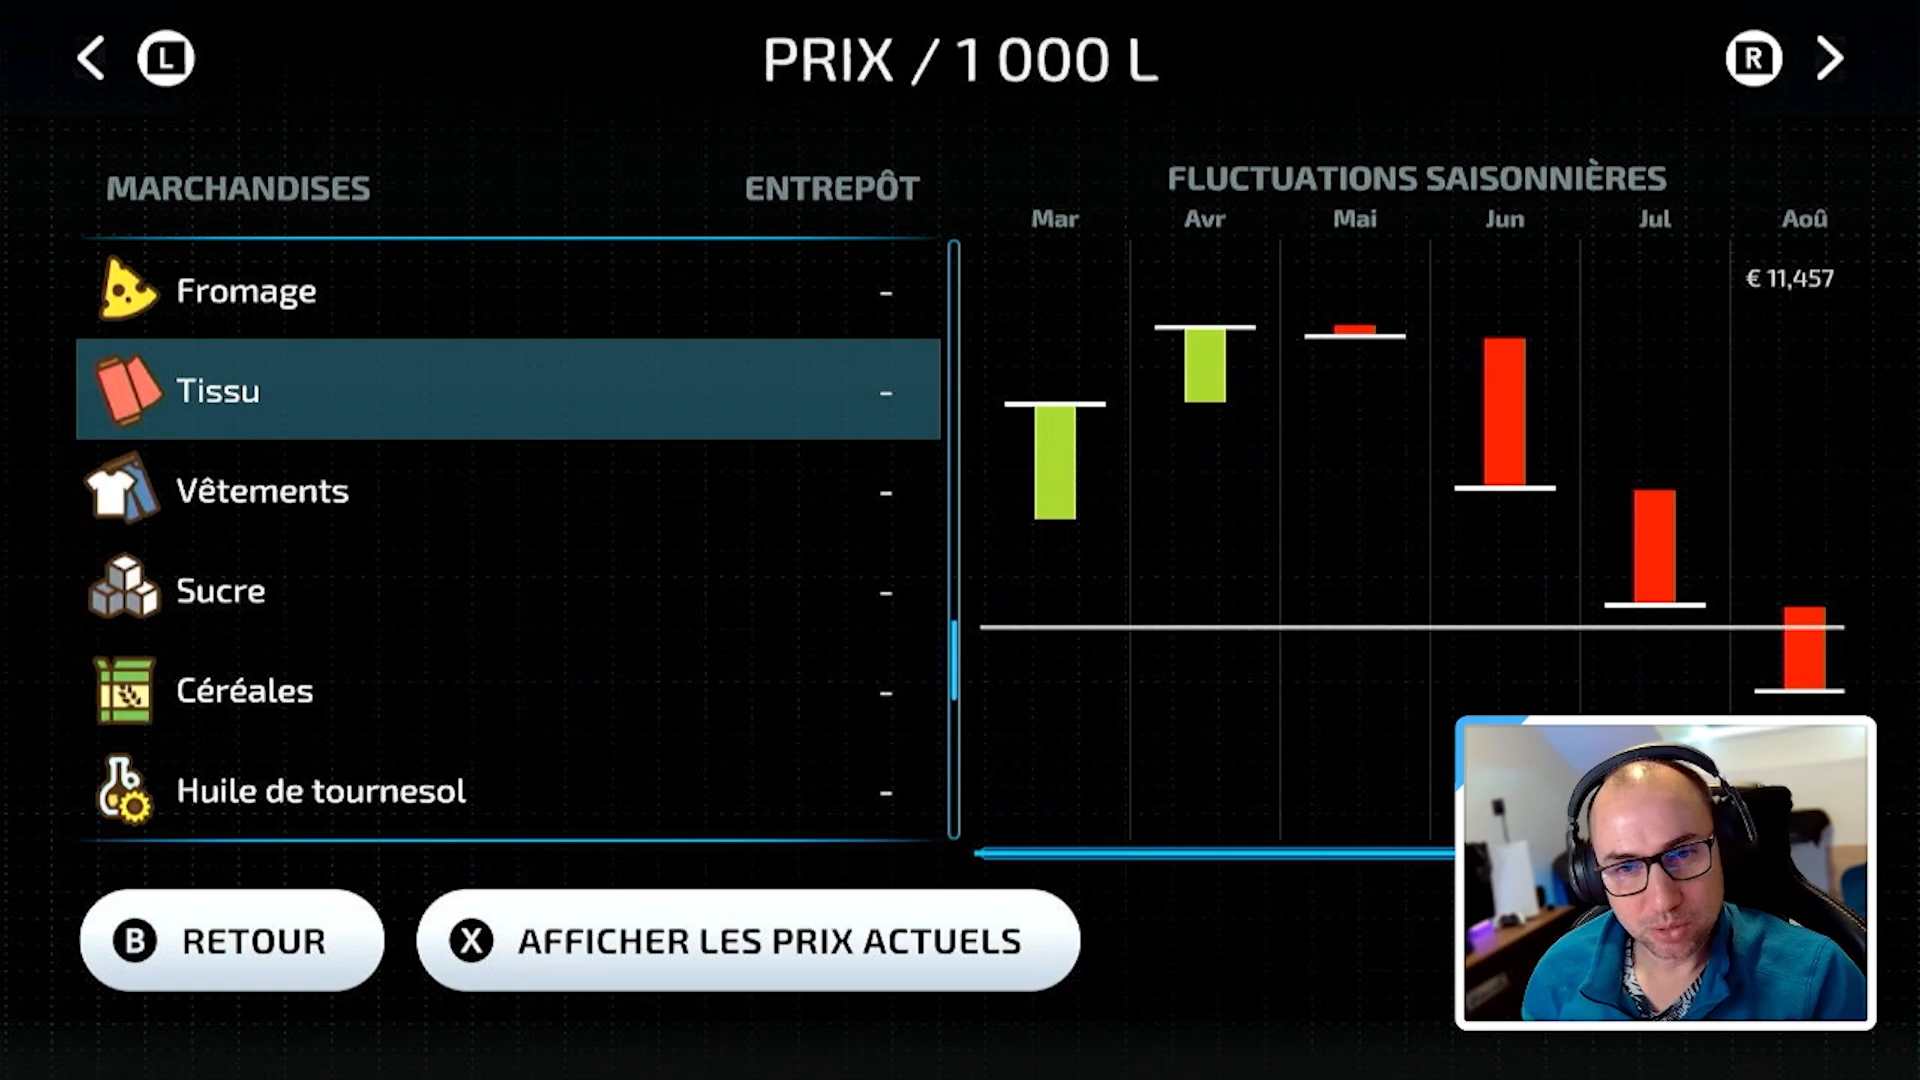 L
PRIX / 1 000 L
R
MARCHANDISES
ENTREPÔT
Fromage -
Tissu -
Vêtements -
Sucre -
Céréales -
Huile de tournesol -
FLUCTUATIONS SAISONNIÈRES
Mar Avr Mai Jun Jul Aoû
€ 11,457
B RETOUR
X AFFICHER LES PRIX ACTUELS